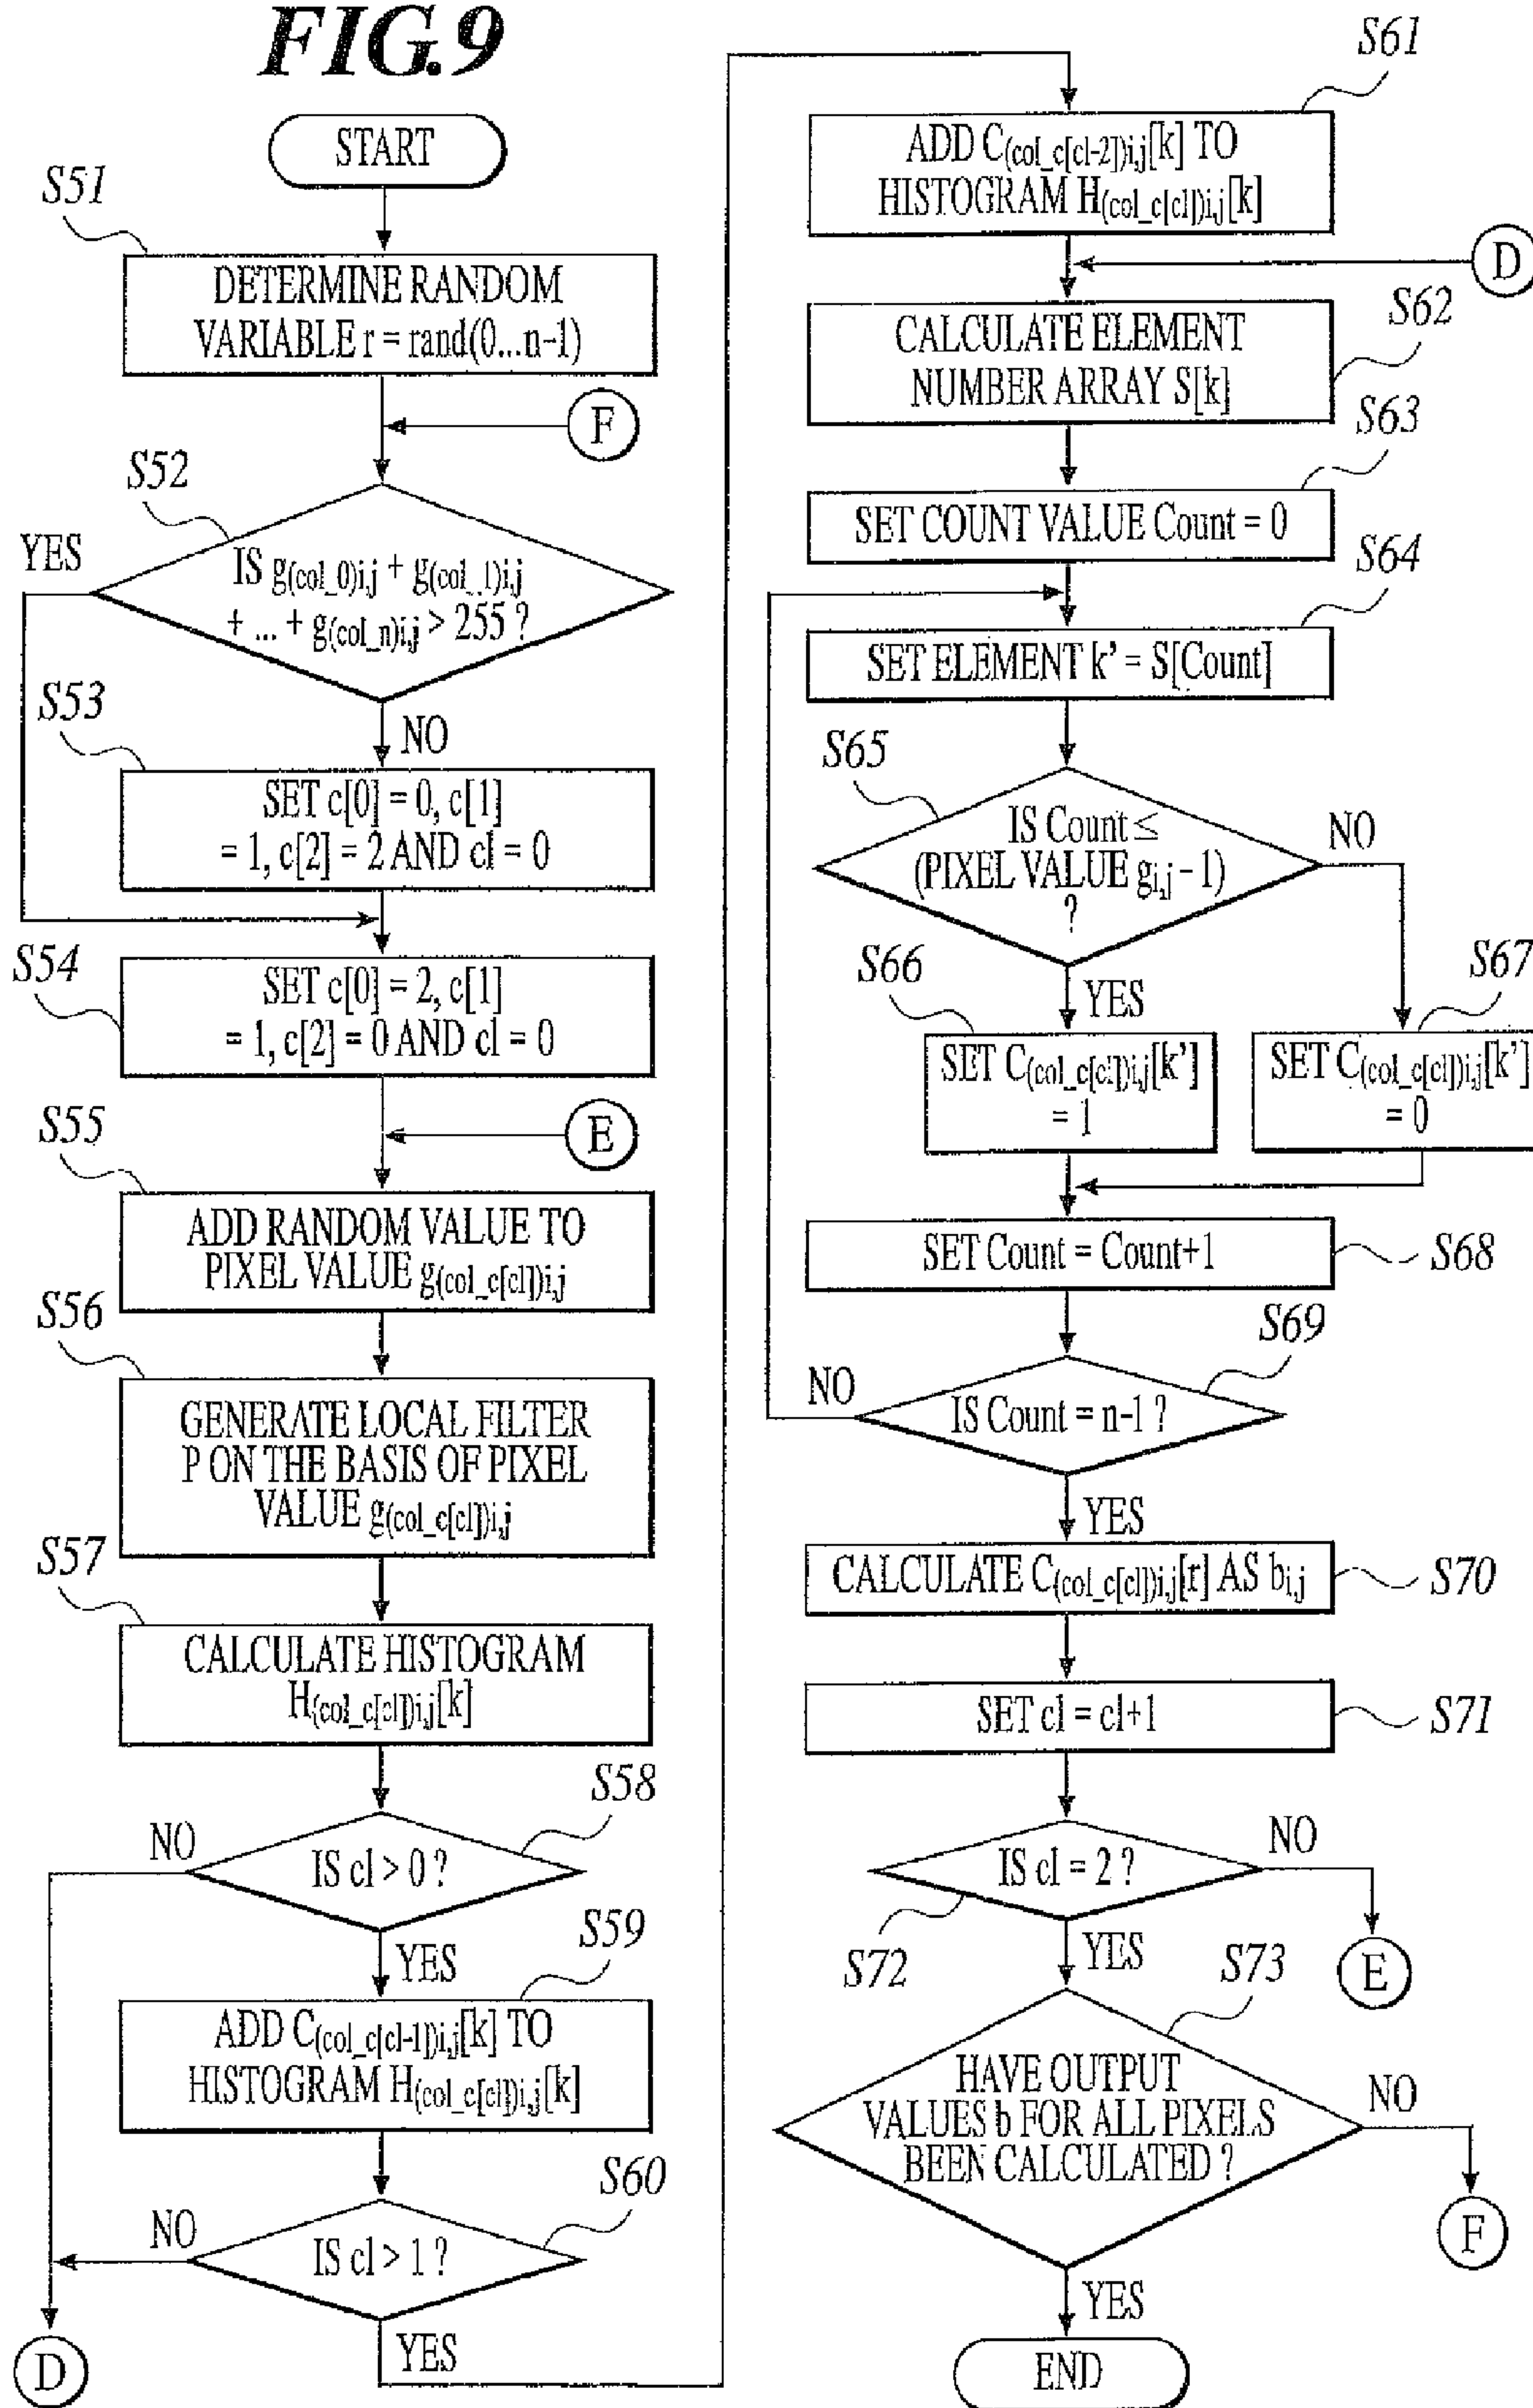 FIG.9
START
S51
DETERMINE RANDOM
VARIABLE r = rand(0...n-1)
F
S52
YES
IS g(col_0)i,j + g(col_1)i,j
+ ... + g(col_n)i,j > 255 ?
S53
NO
SET c[0] = 0, c[1]
= 1, c[2] = 2 AND cl = 0
S54
SET c[0] = 2, c[1]
= 1, c[2] = 0 AND cl = 0
E
S55
ADD RANDOM VALUE TO
PIXEL VALUE g(col_c[cl])i,j
S56
GENERATE LOCAL FILTER
P ON THE BASIS OF PIXEL
VALUE g(col_c[cl])i,j
S57
CALCULATE HISTOGRAM
H(col_c[cl])i,j[k]
S58
NO
IS cl > 0 ?
YES
S59
ADD C(col_c[cl-1])i,j[k] TO
HISTOGRAM H(col_c[cl])i,j[k]
S60
NO
IS cl > 1 ?
D
YES
S61
ADD C(col_c[cl-2])i,j[k] TO
HISTOGRAM H(col_c[cl])i,j[k]
D
S62
CALCULATE ELEMENT
NUMBER ARRAY S[k]
S63
SET COUNT VALUE Count = 0
S64
SET ELEMENT k' = S[Count]
S65
IS Count ≤
(PIXEL VALUE gi,j - 1)
?
NO
S66
YES
S67
SET C(col_c[cl])i,j[k']
= 1
SET C(col_c[cl])i,j[k']
= 0
SET Count = Count+1
S68
S69
NO
IS Count = n-1 ?
YES
CALCULATE C(col_c[cl])i,j[r] AS bi,j
S70
SET cl = cl+1
S71
IS cl = 2 ?
NO
S72
YES
E
S73
HAVE OUTPUT
VALUES b FOR ALL PIXELS
BEEN CALCULATED ?
NO
F
YES
END